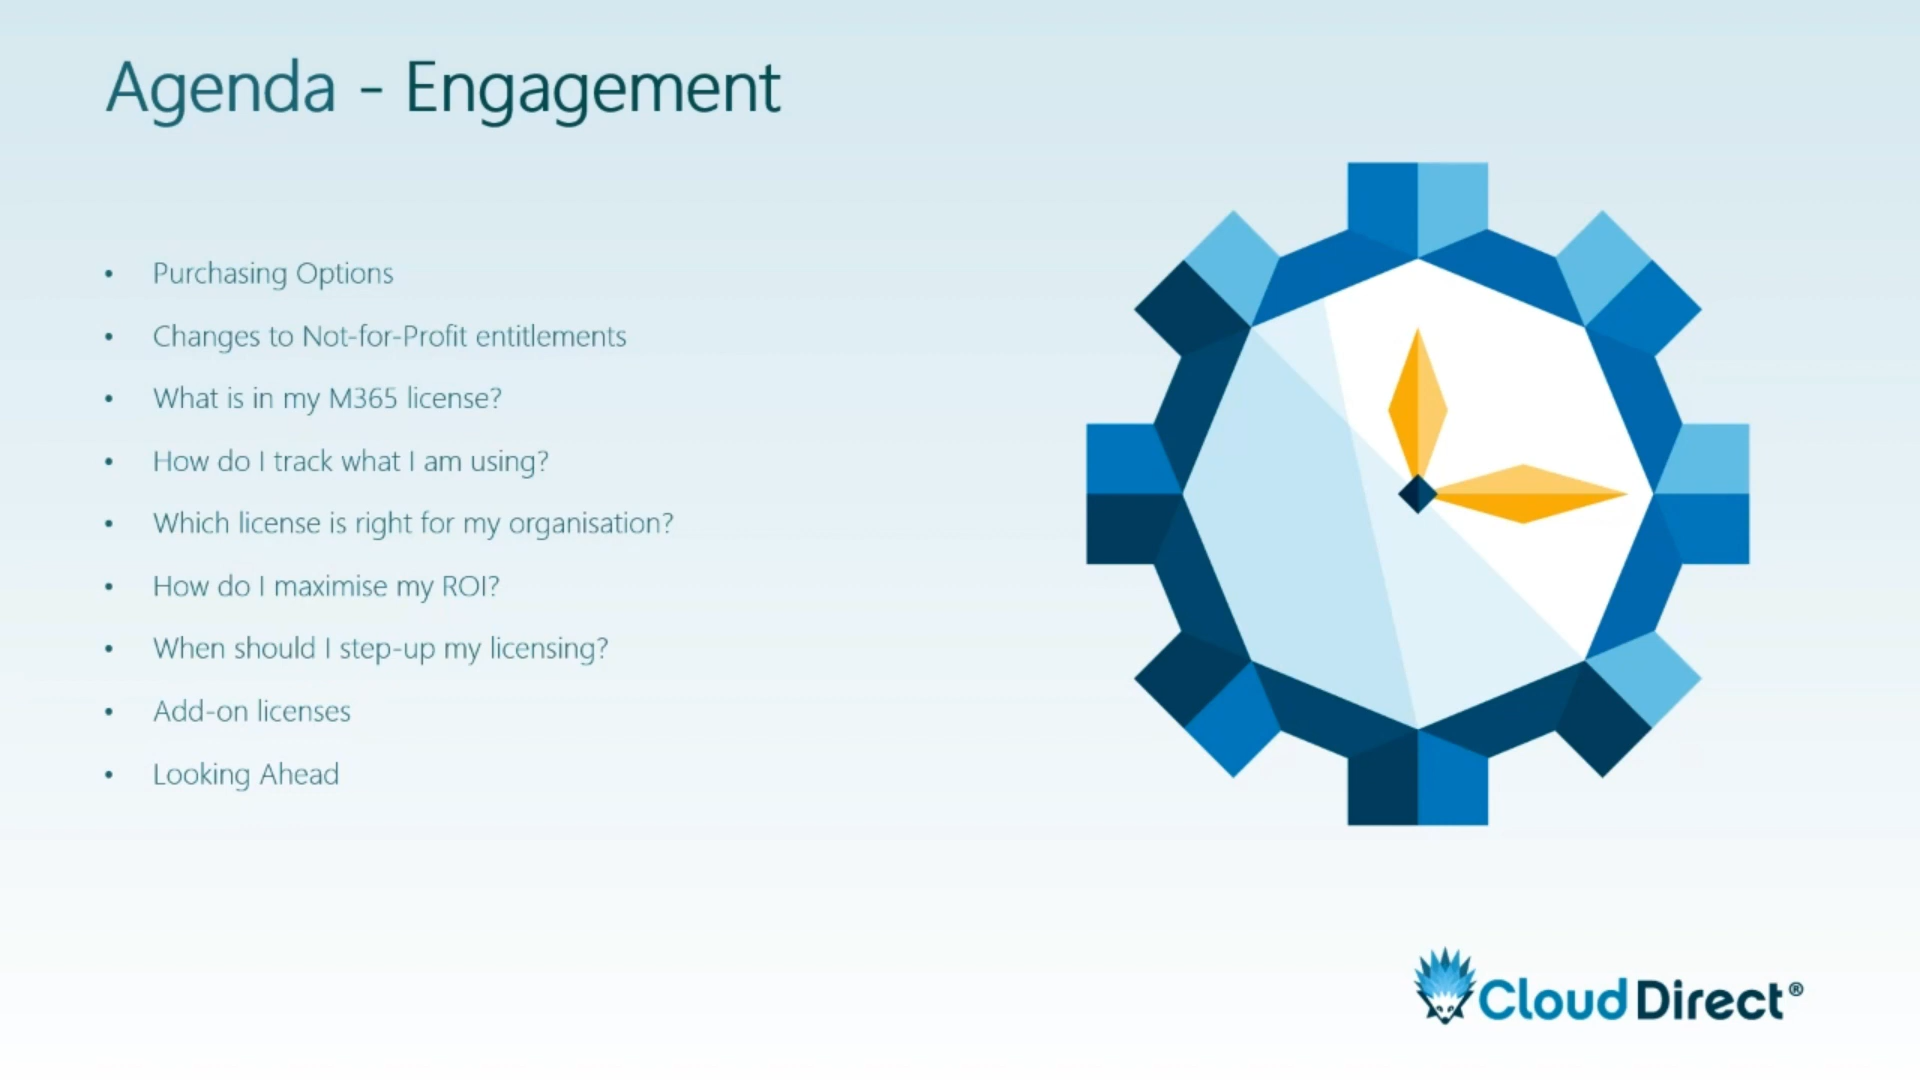 Agenda - Engagement
• Purchasing Options
• Changes to Not-for-Profit entitlements
• What is in my M365 license?
• How do I track what I am using?
• Which license is right for my organisation?
• How do I maximise my ROI?
• When should I step-up my licensing?
• Add-on licenses
• Looking Ahead
Cloud Direct®